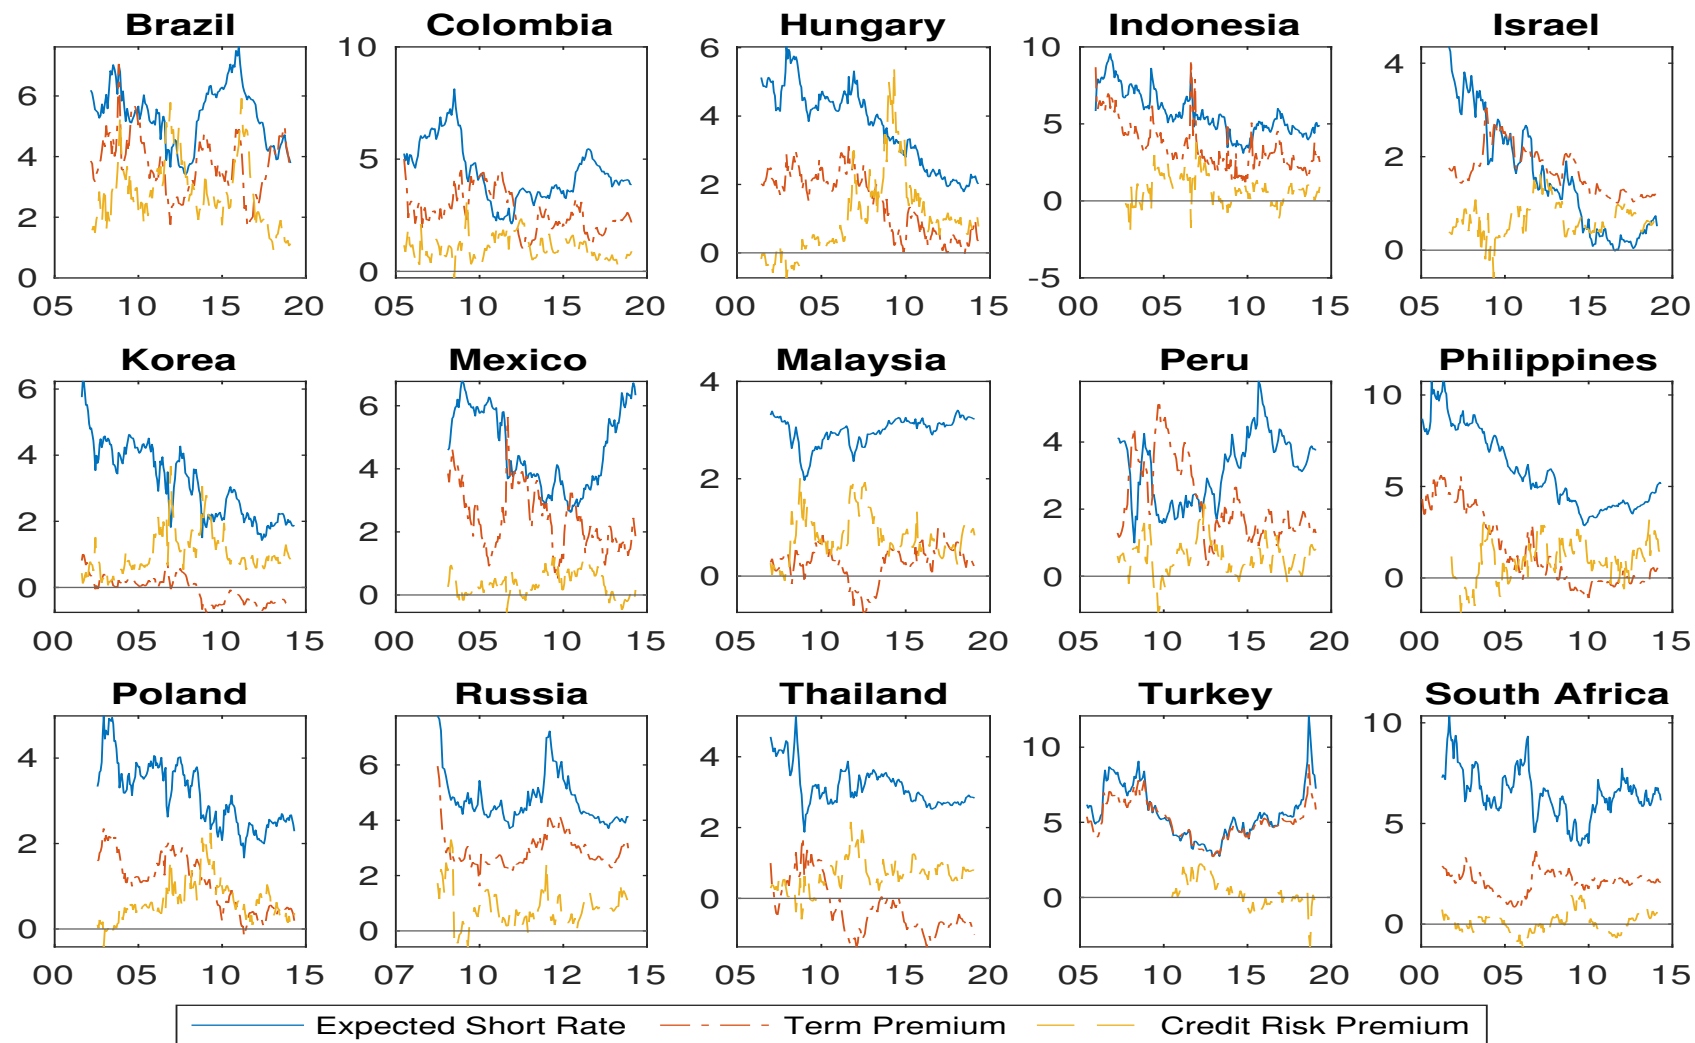 Brazil Colombia Hungary Indonesia Israel
6 4 2 0
10 5 0
6 4 2 0
10 5 0 -5
4 2 0
05 10 15 20
05 10 15 20
00 05 10 15
00 05 10 15
05 10 15 20
Korea Mexico Malaysia Peru Philippines
6 4 2 0
6 4 2 0
4 2 0
4 2 0
10 5 0
00 05 10 15
00 05 10 15
05 10 15 20
05 10 15 20
00 05 10 15
Poland Russia Thailand Turkey South Africa
4 2 0
6 4 2 0
4 2 0
10 5 0
10 5 0
00 05 10 15
07 10 12 15
05 10 15 20
05 10 15 20
00 05 10 15
Expected Short Rate Term Premium Credit Risk Premium